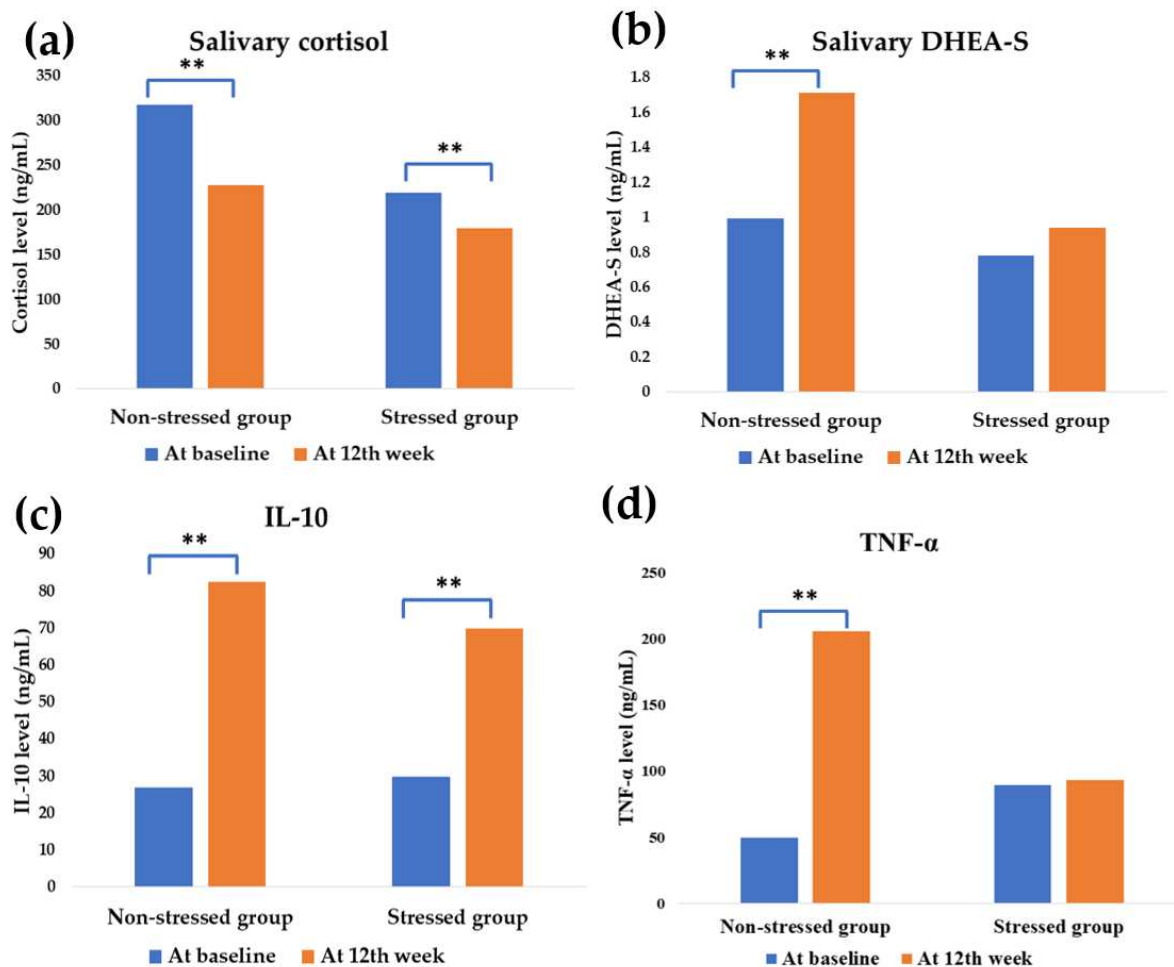 (a)
Salivary cortisol
Cortisol level (ng/mL)
350
300
250
200
150
100
50
0
**
**
Non-stressed group
Stressed group
At baseline
At 12th week
(b)
Salivary DHEA-S
DHEA-S level (ng/mL)
1.8
1.6
1.4
1.2
1
0.8
0.6
0.4
0.2
0
**
Non-stressed group
Stressed group
At baseline
At 12th week
(c)
IL-10
IL-10 level (ng/mL)
90
80
70
60
50
40
30
20
10
0
**
**
Non-stressed group
Stressed group
At baseline
At 12th week
(d)
TNF-α
TNF-α level (ng/mL)
250
200
150
100
50
0
**
Non-stressed group
Stressed group
At baseline
At 12th week